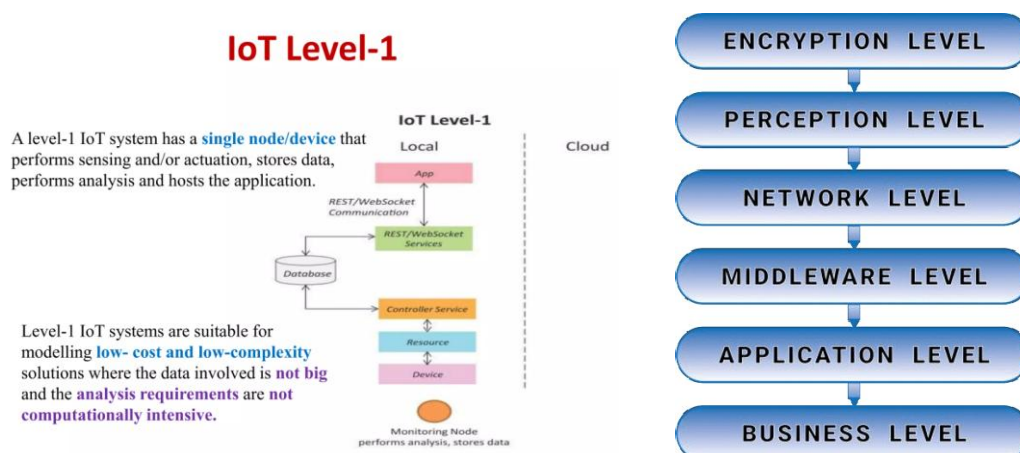 IoT Level-1
A level-1 IoT system has a single node/device that
performs sensing and/or actuation, stores data,
performs analysis and hosts the application.
Level-1 IoT systems are suitable for
modelling low- cost and low-complexity
solutions where the data involved is not big
and the analysis requirements are not
computationally intensive.
IoT Level-1
Local
Cloud
App
REST/WebSocket
Communication
REST/WebSocket
Services
Database
Controller Service
Resource
Device
Monitoring Node
performs analysis, stores data
ENCRYPTION LEVEL
PERCEPTION LEVEL
NETWORK LEVEL
MIDDLEWARE LEVEL
APPLICATION LEVEL
BUSINESS LEVEL